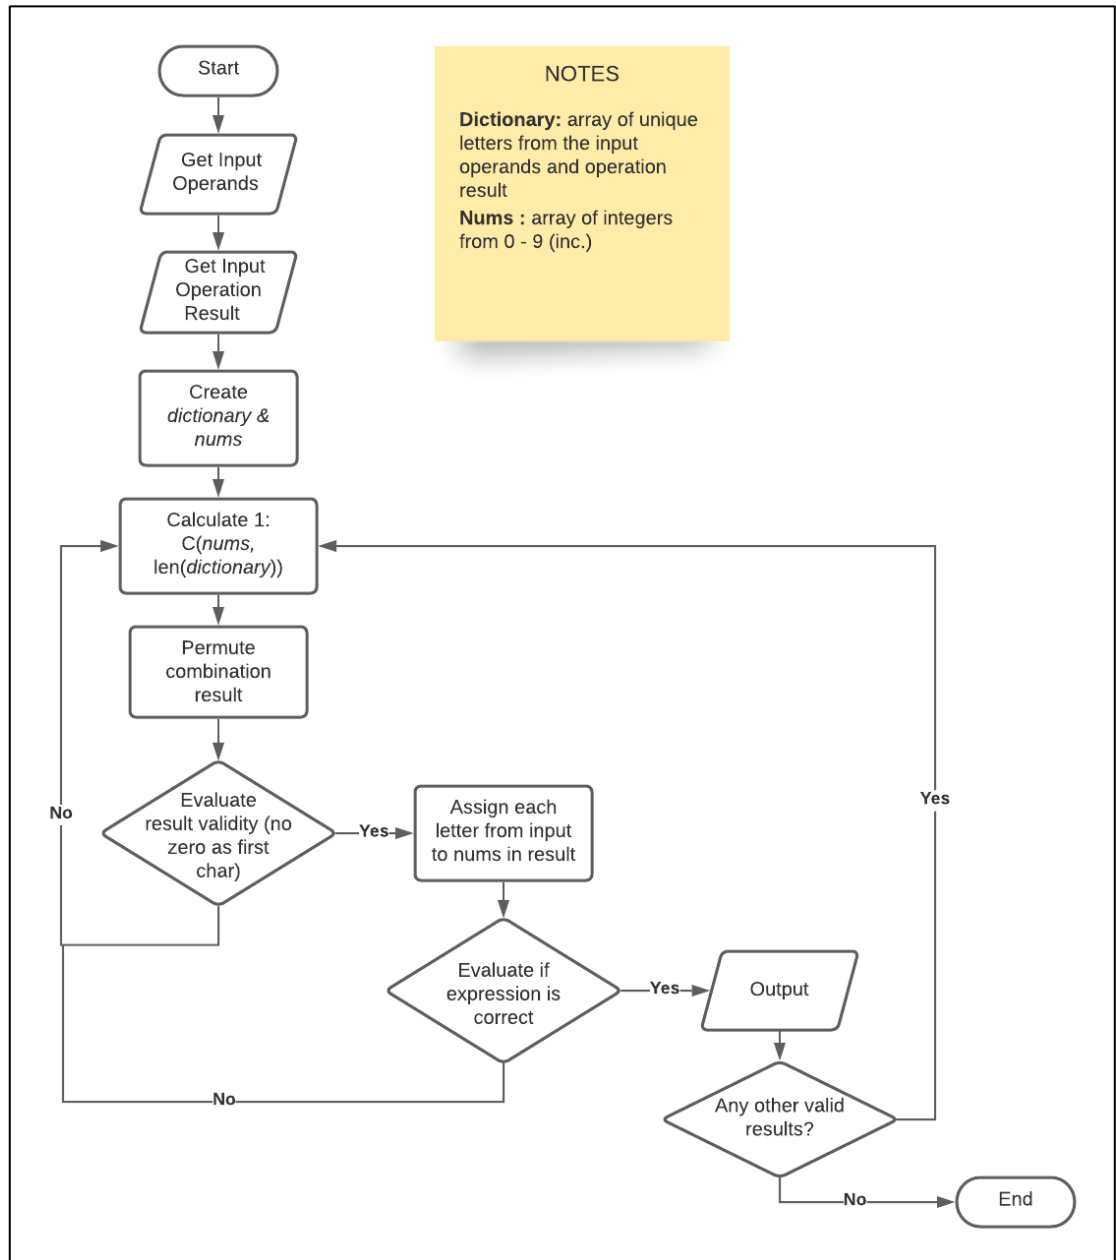 Start
Get Input
Operands
Get Input
Operation
Result
Create
dictionary &
nums
Calculate 1:
C(nums,
len(dictionary))
Permute
combination
result
Evaluate
result validity (no
zero as first
char)
No
Yes
Assign each
letter from input
to nums in result
Evaluate if
expression is
correct
No
Yes
Output
Any other valid
results?
Yes
No
End
NOTES
Dictionary: array of unique
letters from the input
operands and operation
result
Nums : array of integers
from 0 - 9 (inc.)